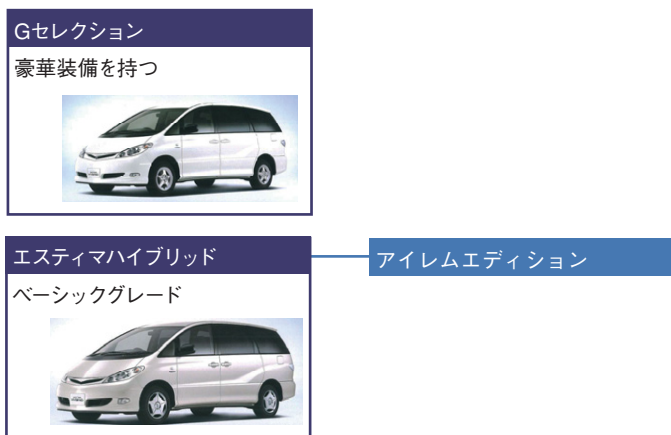 Gセレクション
豪華装備を持つ
エスティマハイブリッド
アイレムエディション
ベーシックグレード